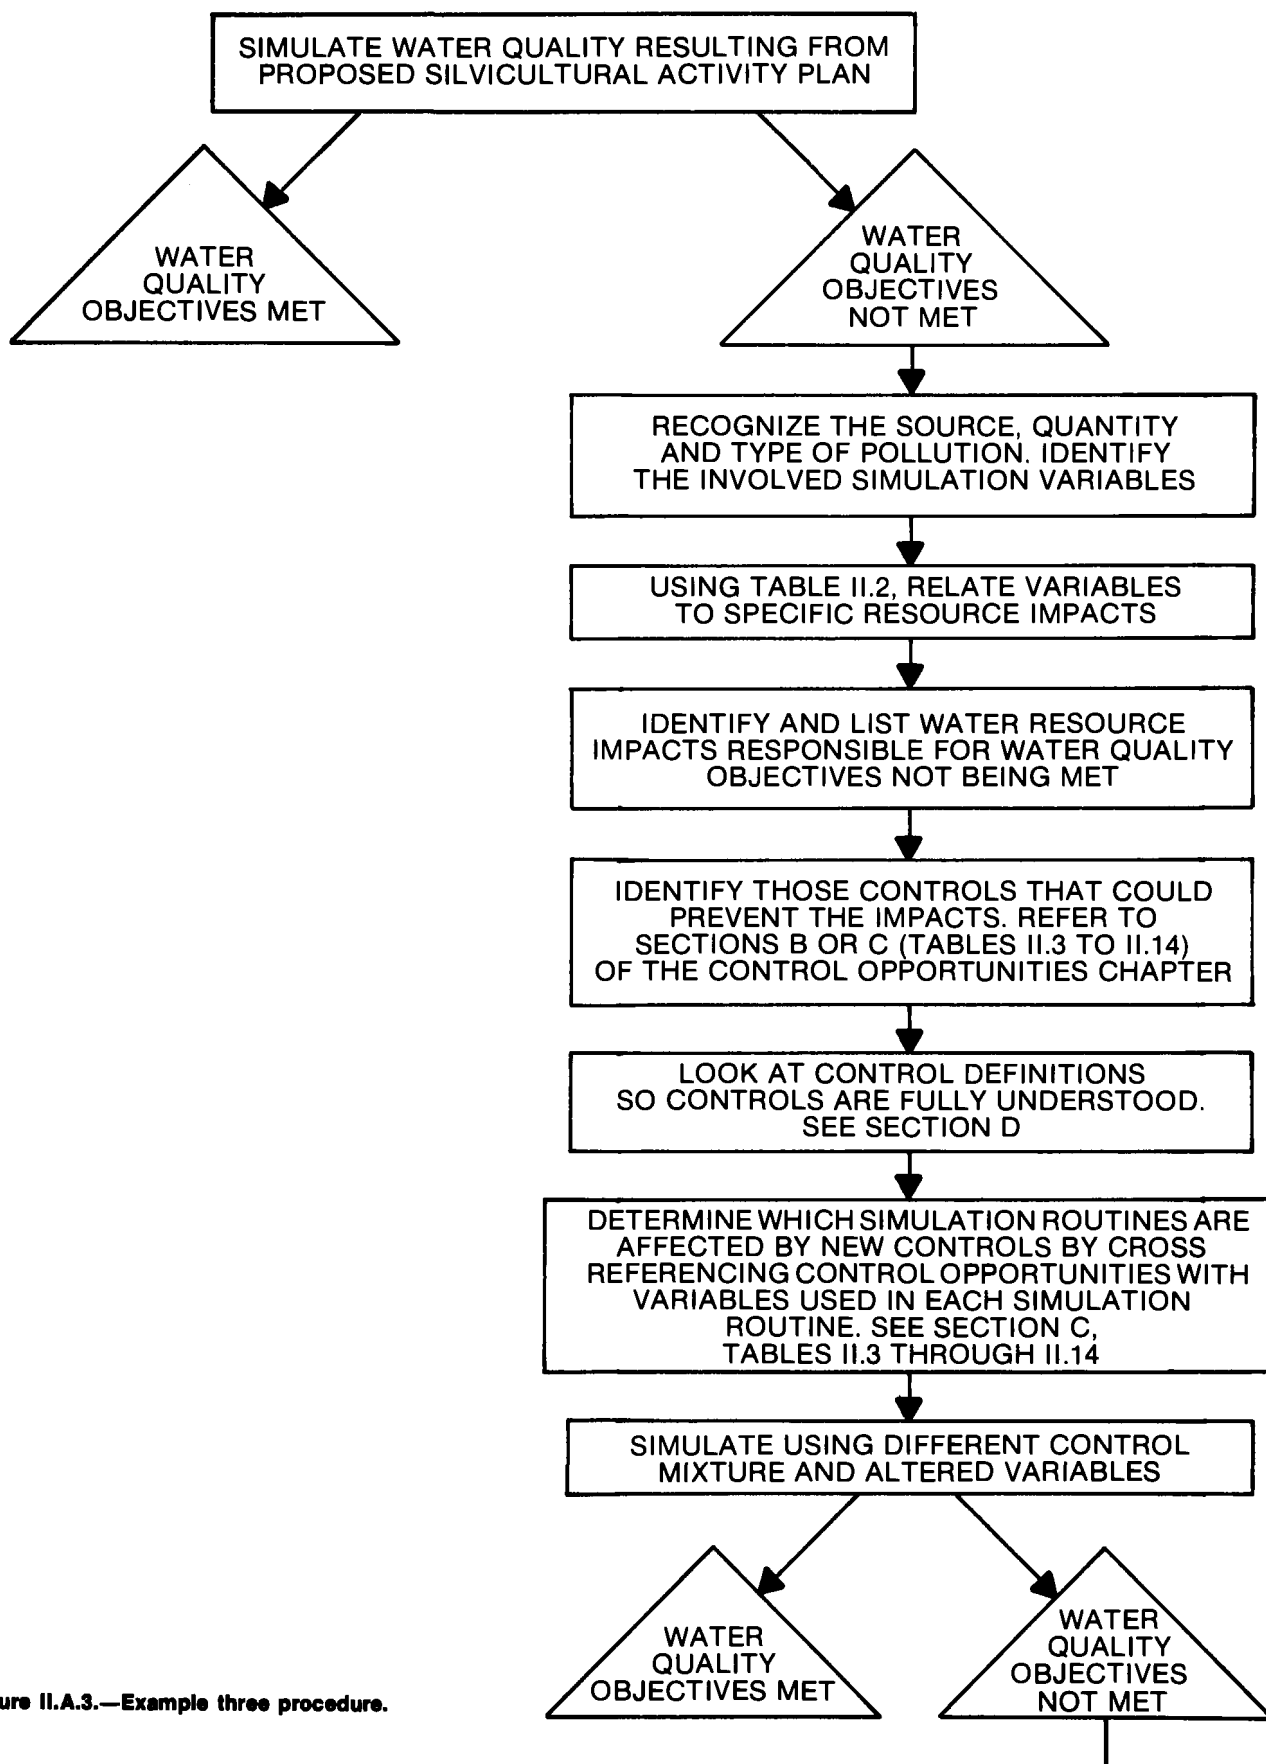 SIMULATE WATER QUALITY RESULTING FROM
PROPOSED SILVICULTURAL ACTIVITY PLAN
WATER
QUALITY
OBJECTIVES MET
WATER
QUALITY
OBJECTIVES
NOT MET
RECOGNIZE THE SOURCE, QUANTITY
AND TYPE OF POLLUTION. IDENTIFY
THE INVOLVED SIMULATION VARIABLES
USING TABLE II.2, RELATE VARIABLES
TO SPECIFIC RESOURCE IMPACTS
IDENTIFY AND LIST WATER RESOURCE
IMPACTS RESPONSIBLE FOR WATER QUALITY
OBJECTIVES NOT BEING MET
IDENTIFY THOSE CONTROLS THAT COULD
PREVENT THE IMPACTS. REFER TO
SECTIONS B OR C (TABLES II.3 TO II.14)
OF THE CONTROL OPPORTUNITIES CHAPTER
LOOK AT CONTROL DEFINITIONS
SO CONTROLS ARE FULLY UNDERSTOOD.
SEE SECTION D
DETERMINE WHICH SIMULATION ROUTINES ARE
AFFECTED BY NEW CONTROLS BY CROSS
REFERENCING CONTROL OPPORTUNITIES WITH
VARIABLES USED IN EACH SIMULATION
ROUTINE. SEE SECTION C,
TABLES II.3 THROUGH II.14
SIMULATE USING DIFFERENT CONTROL
MIXTURE AND ALTERED VARIABLES
WATER
QUALITY
OBJECTIVES MET
WATER
QUALITY
OBJECTIVES
NOT MET
ure II.A.3.—Example three procedure.